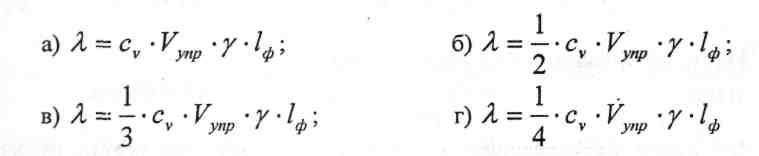 а) λ = c_v · V_упр · γ · l_ф; б) λ = 1/2 · c_v · V_упр · γ · l_ф;
в) λ = 1/3 · c_v · V_упр · γ · l_ф; г) λ = 1/4 · c_v · V_упр · γ · l_ф